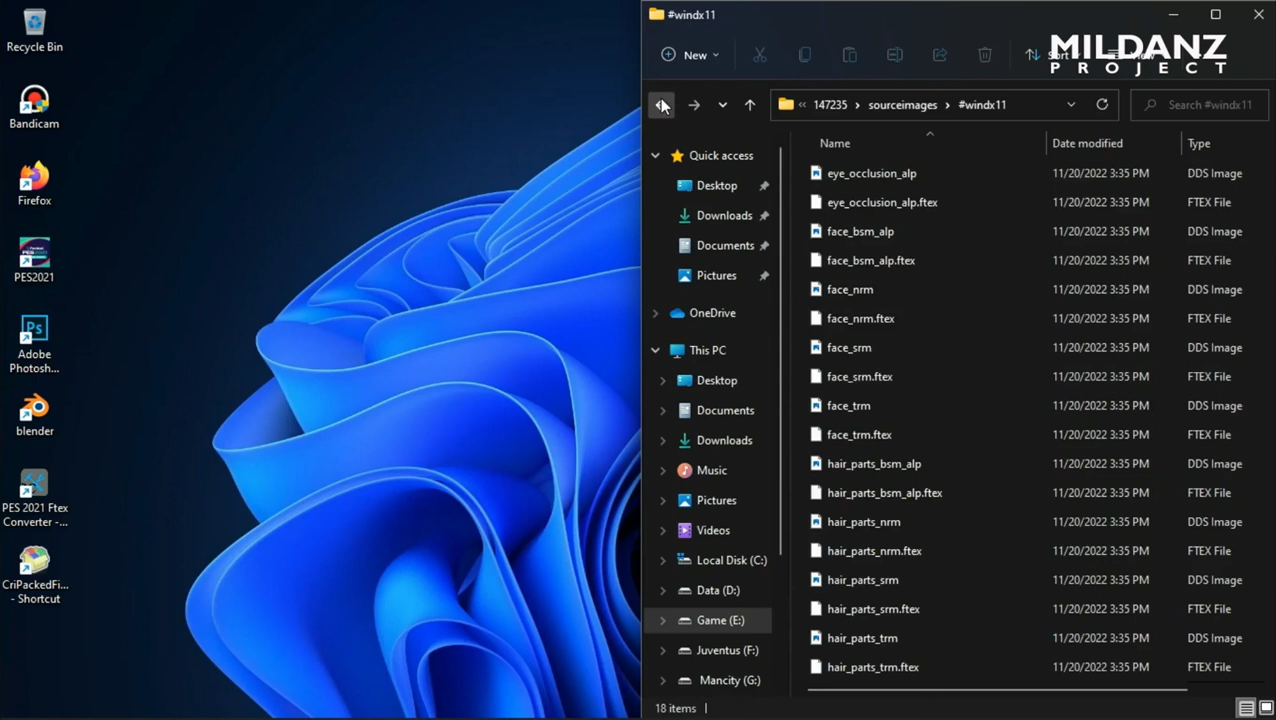 Recycle Bin
Bandicam
Firefox
PES2021
Ps
Adobe
Photosh...
blender
PES 2021 Ftex
Converter -...
CriPackedFi...
- Shortcut
#windx11
New
Sort
View
MILDANZ
PROJECT
« 147235 › sourceimages › #windx11
Search #windx11
Quick access
Desktop
Downloads
Documents
Pictures
OneDrive
This PC
Desktop
Documents
Downloads
Music
Pictures
Videos
Local Disk (C:)
Data (D:)
Game (E:)
Juventus (F:)
Mancity (G:)
Name Date modified Type
eye_occlusion_alp 11/20/2022 3:35 PM DDS Image
eye_occlusion_alp.ftex 11/20/2022 3:35 PM FTEX File
face_bsm_alp 11/20/2022 3:35 PM DDS Image
face_bsm_alp.ftex 11/20/2022 3:35 PM FTEX File
face_nrm 11/20/2022 3:35 PM DDS Image
face_nrm.ftex 11/20/2022 3:35 PM FTEX File
face_srm 11/20/2022 3:35 PM DDS Image
face_srm.ftex 11/20/2022 3:35 PM FTEX File
face_trm 11/20/2022 3:35 PM DDS Image
face_trm.ftex 11/20/2022 3:35 PM FTEX File
hair_parts_bsm_alp 11/20/2022 3:35 PM DDS Image
hair_parts_bsm_alp.ftex 11/20/2022 3:35 PM FTEX File
hair_parts_nrm 11/20/2022 3:35 PM DDS Image
hair_parts_nrm.ftex 11/20/2022 3:35 PM FTEX File
hair_parts_srm 11/20/2022 3:35 PM DDS Image
hair_parts_srm.ftex 11/20/2022 3:35 PM FTEX File
hair_parts_trm 11/20/2022 3:35 PM DDS Image
hair_parts_trm.ftex 11/20/2022 3:35 PM FTEX File
18 items